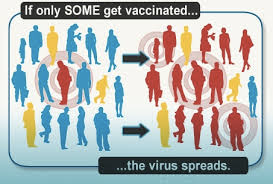 If only SOME get vaccinated...
...the virus spreads.